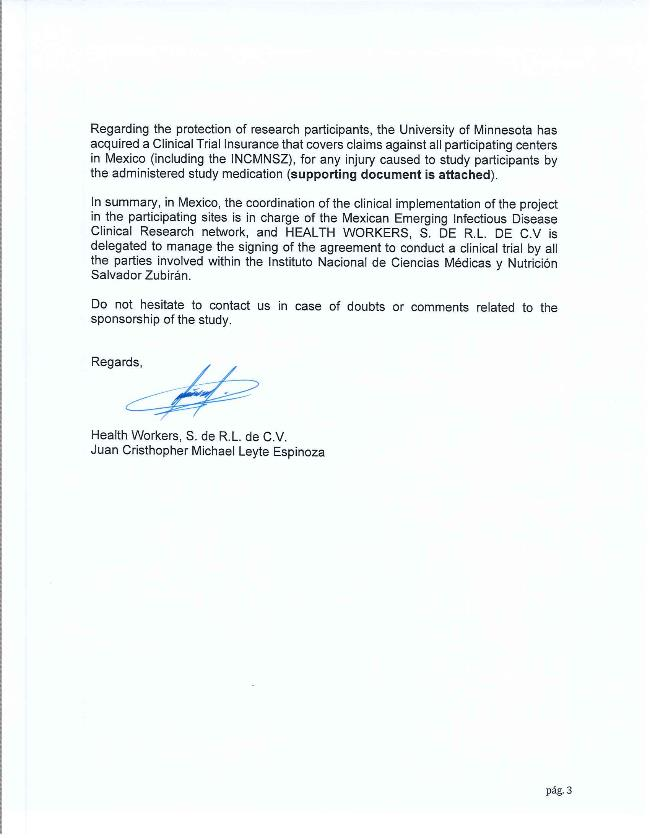 Regarding the protection of research participants, the University of Minnesota has
acquired a Clinical Trial Insurance that covers claims against all participating centers
in Mexico (including the INCMNSZ), for any injury caused to study participants by
the administered study medication (supporting document is attached).
In summary, in Mexico, the coordination of the clinical implementation of the project
in the participating sites is in charge of the Mexican Emerging Infectious Disease
Clinical Research network, and HEALTH WORKERS, S. DE R.L. DE C.V is
delegated to manage the signing of the agreement to conduct a clinical trial by all
the parties involved within the Instituto Nacional de Ciencias Médicas y Nutrición
Salvador Zubirán.
Do not hesitate to contact us in case of doubts or comments related to the
sponsorship of the study.
Regards,
Health Workers, S. de R.L. de C.V.
Juan Cristhopher Michael Leyte Espinoza
pág. 3